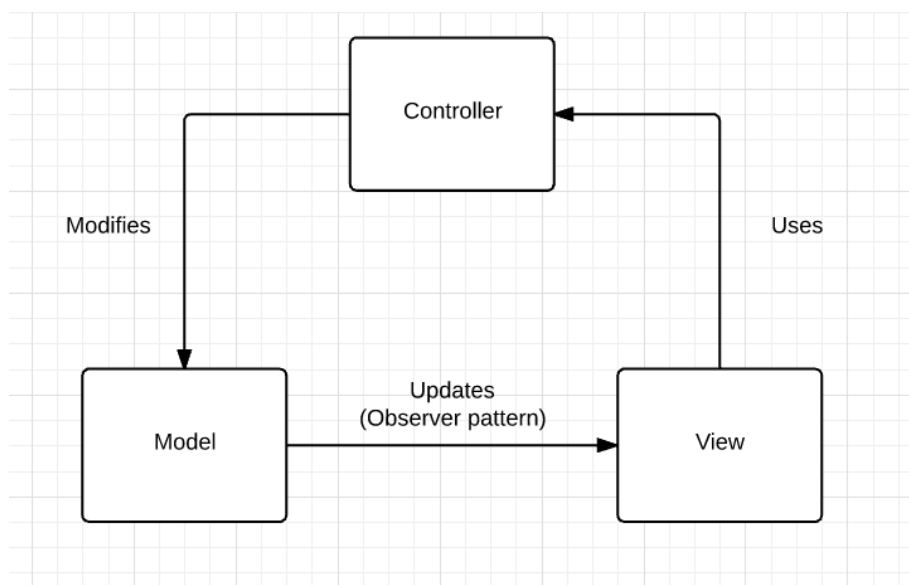 Controller
Modifies
Uses
Updates
(Observer pattern)
Model
View